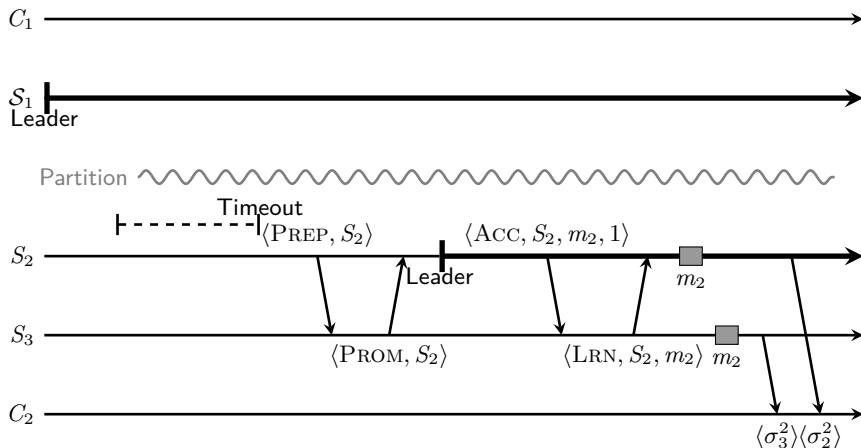 C₁
𝒮₁
Leader
Partition
Timeout
⟨PREP, S₂⟩ ⟨ACC, S₂, m₂, 1⟩
S₂
Leader m₂
S₃
⟨PROM, S₂⟩ ⟨LRN, S₂, m₂⟩ m₂
C₂
⟨σ₃²⟩⟨σ₂²⟩